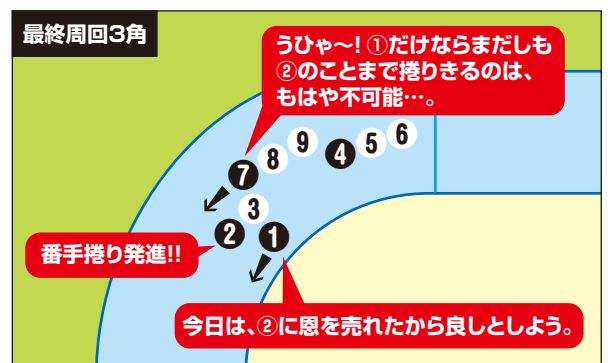 最終周回3角
うひゃ〜! ①だけならまだしも
②のことまで捲りきるのは、
もはや不可能…。
6
5
9
4
8
7
3
2
1
番手捲り発進!!
今日は、②に恩を売れたから良しとしよう。